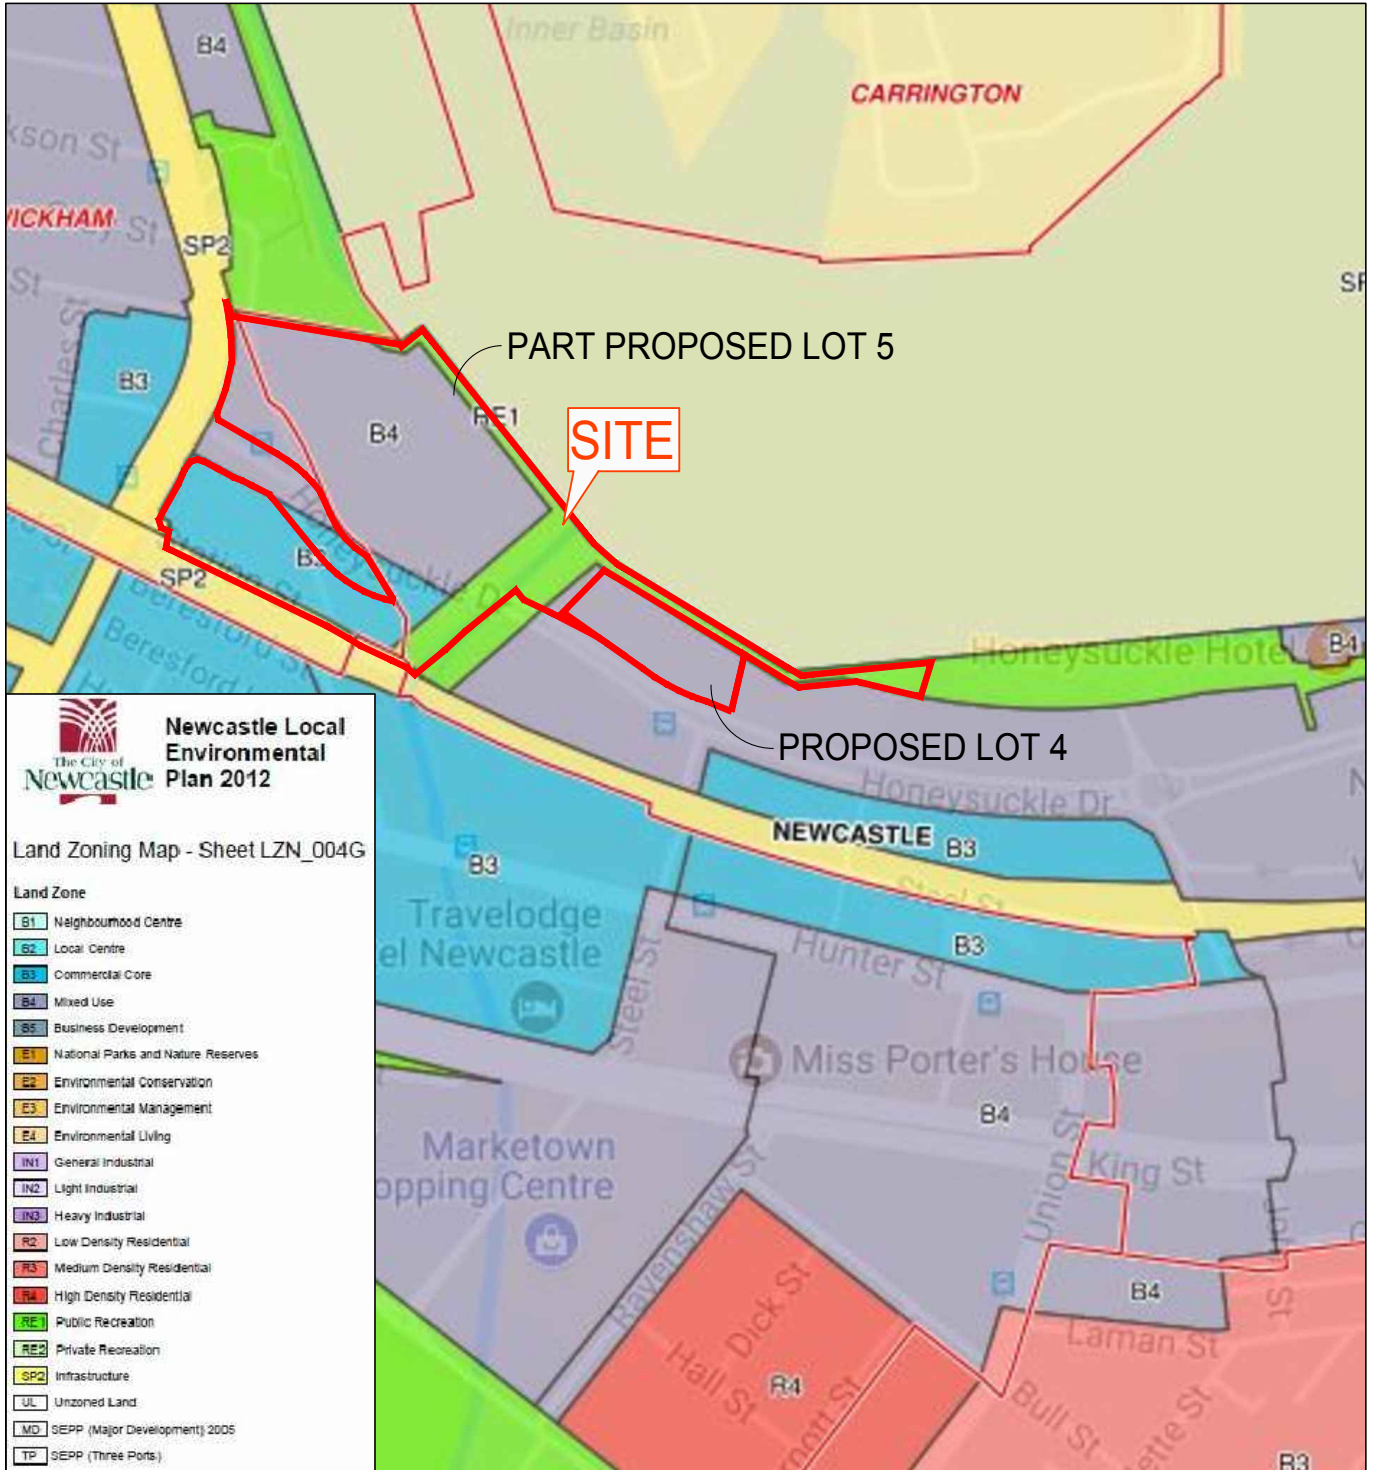 Inner Basin
B4
CARRINGTON
kson St
WICKHAM
St
SP2
St
Charles St
PART PROPOSED LOT 5
B3
B4
RE1
SITE
Honeysuckle Dr
Station St
SP2
Beresford St
Beresford
Honeysuckle Hotel
B4
PROPOSED LOT 4
The City of
Newcastle
Newcastle Local
Environmental
Plan 2012
Honeysuckle Dr
NEWCASTLE
B3
Land Zoning Map - Sheet LZN_004G
B3
Steel St
Travelodge
el Newcastle
Hunter St
B3
Steel St
Land Zone
B1 Neighbourhood Centre
B2 Local Centre
B3 Commercial Core
B4 Mixed Use
B5 Business Development
E1 National Parks and Nature Reserves
E2 Environmental Conservation
E3 Environmental Management
E4 Environmental Living
IN1 General Industrial
IN2 Light Industrial
IN3 Heavy Industrial
R2 Low Density Residential
R3 Medium Density Residential
R4 High Density Residential
RE1 Public Recreation
RE2 Private Recreation
SP2 Infrastructure
UL Unzoned Land
MD SEPP (Major Development) 2005
TP SEPP (Three Ports)
Miss Porter's House
B4
Marketown
opping Centre
King St
Union St
Ravenshaw St
B4
Laman St
Dick St
Hall St
R4
Bull St
R3